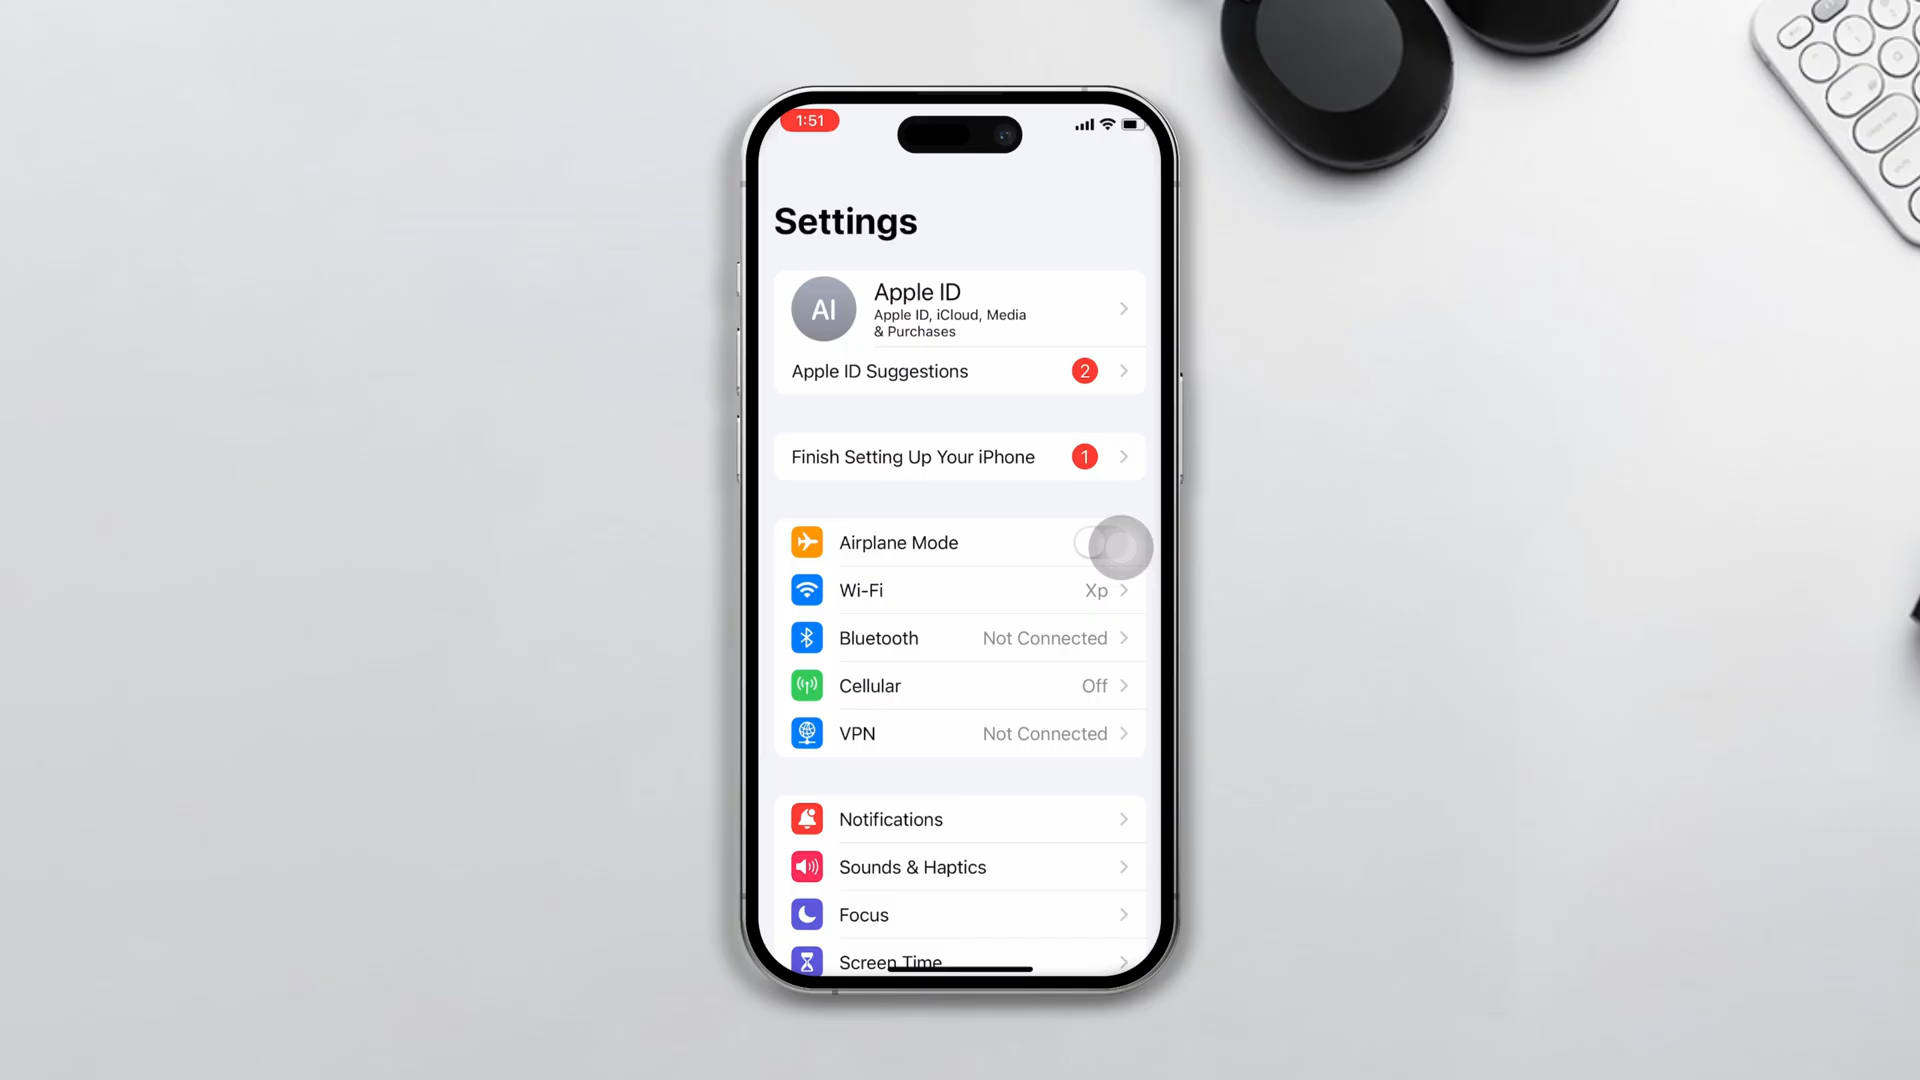 1:51
Settings
AI
Apple ID
Apple ID, iCloud, Media
& Purchases
Apple ID Suggestions 2
Finish Setting Up Your iPhone 1
Airplane Mode
Wi-Fi Xp
Bluetooth Not Connected
Cellular Off
VPN Not Connected
Notifications
Sounds & Haptics
Focus
Screen Time